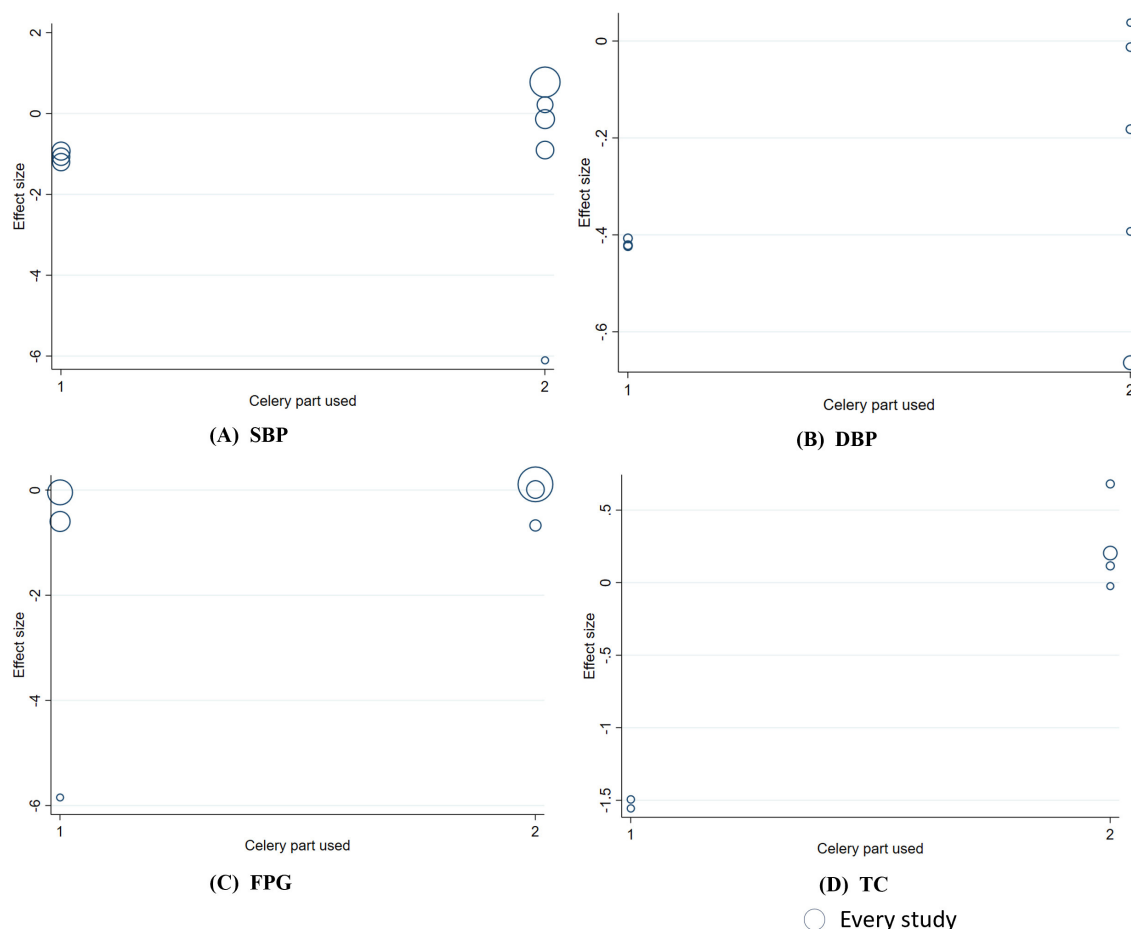 2
0
-2
-4
-6
Effect size
1
2
Celery part used
(A) SBP
0
-.2
-.4
-.6
Effect size
1
2
Celery part used
(B) DBP
0
-2
-4
-6
Effect size
1
2
Celery part used
(C) FPG
.5
0
-.5
-1
-1.5
Effect size
1
2
Celery part used
(D) TC
Every study